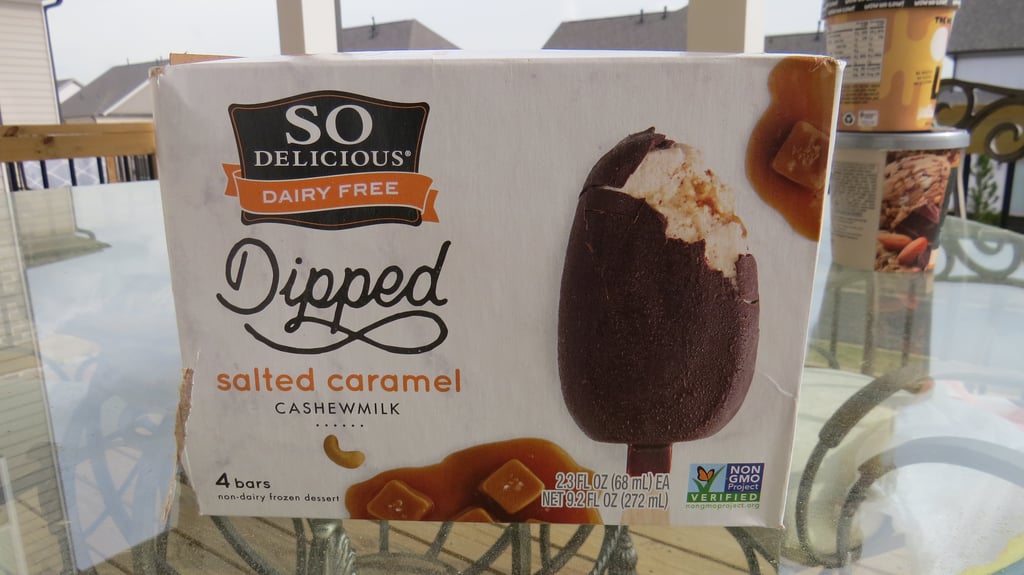 SO
DELICIOUS®
DAIRY FREE
Dipped
salted caramel
CASHEWMILK
4 bars
non-dairy frozen dessert
2.3 FL OZ (68 mL) EA
NET 9.2 FL OZ (272 mL)
NON
GMO
Project
VERIFIED
nongmoproject.org